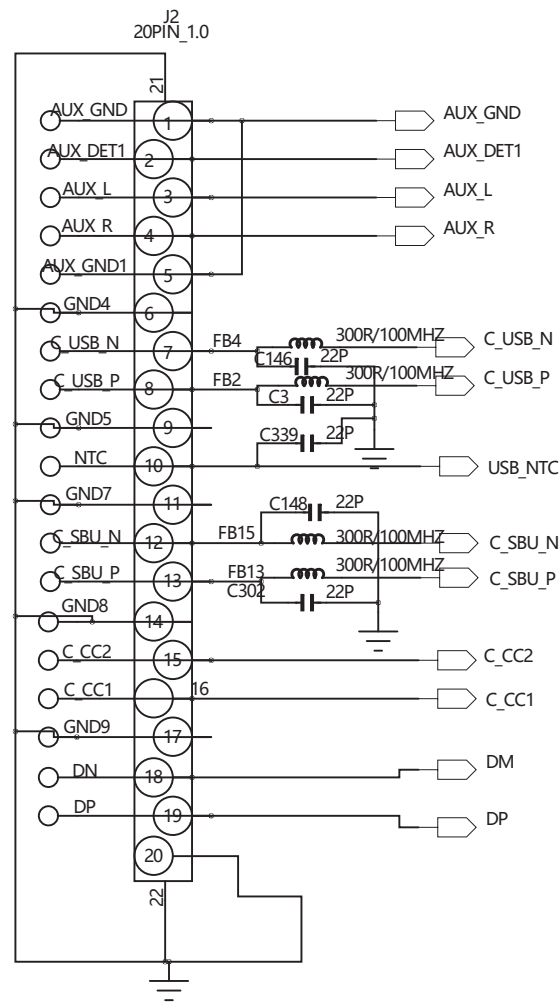 J2
20PIN_1.0
21
AUX_GND 1 AUX_GND
AUX_DET1 2 AUX_DET1
AUX_L 3 AUX_L
AUX_R 4 AUX_R
AUX_GND1 5
GND4 6
C_USB_N 7 FB4 300R/100MHZ C_USB_N
C146 22P
C_USB_P 8 FB2 300R/100MHZ C_USB_P
C3 22P
GND5 9
C339 22P
NTC 10 USB_NTC
GND7 11
C148 22P
C_SBU_N 12 FB15 300R/100MHZ C_SBU_N
C_SBU_P 13 FB13 300R/100MHZ C_SBU_P
C302 22P
GND8 14
C_CC2 15 C_CC2
C_CC1 16 C_CC1
GND9 17
DN 18 DM
DP 19 DP
20
22